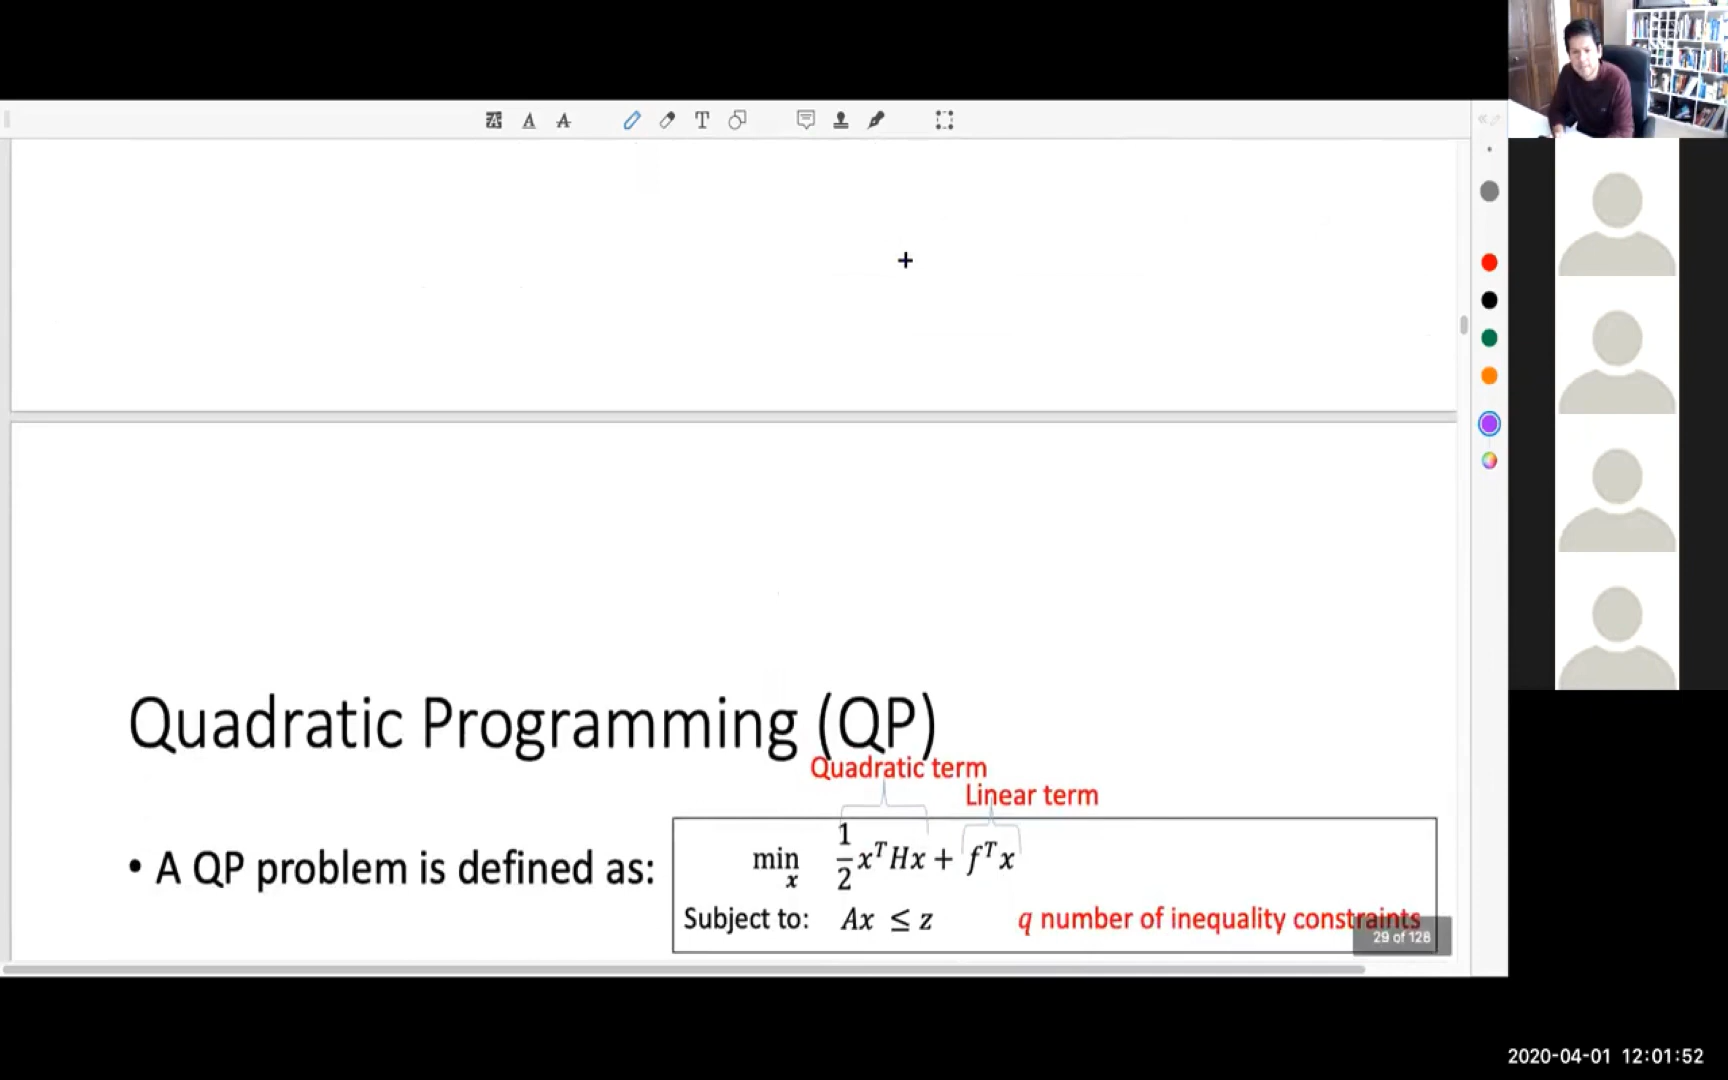 Quadratic Programming (QP)
Quadratic term
Linear term
• A QP problem is defined as:
min x 1/2 x^T Hx + f^T x
Subject to: Ax ≤ z q number of inequality constraints
29 of 128
2020-04-01 12:01:52